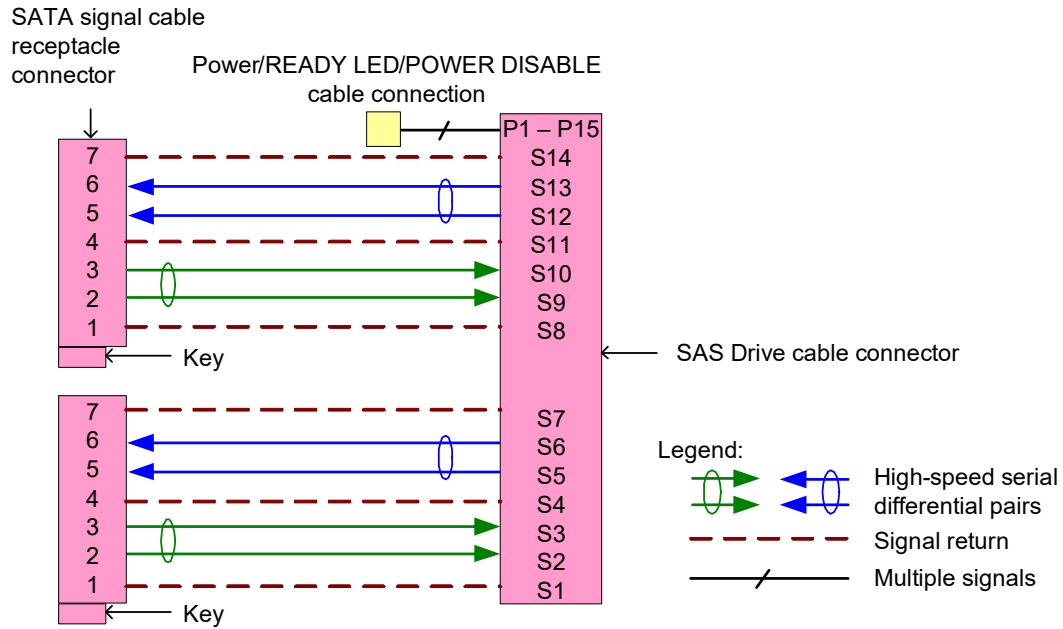 SATA signal cable
receptacle
connector
Power/READY LED/POWER DISABLE
cable connection
P1 – P15
7
S14
6
S13
5
S12
4
S11
3
S10
2
S9
1
S8
Key
SAS Drive cable connector
7
S7
6
S6
5
S5
4
S4
3
S3
2
S2
1
S1
Key
Legend:
High-speed serial
differential pairs
Signal return
Multiple signals